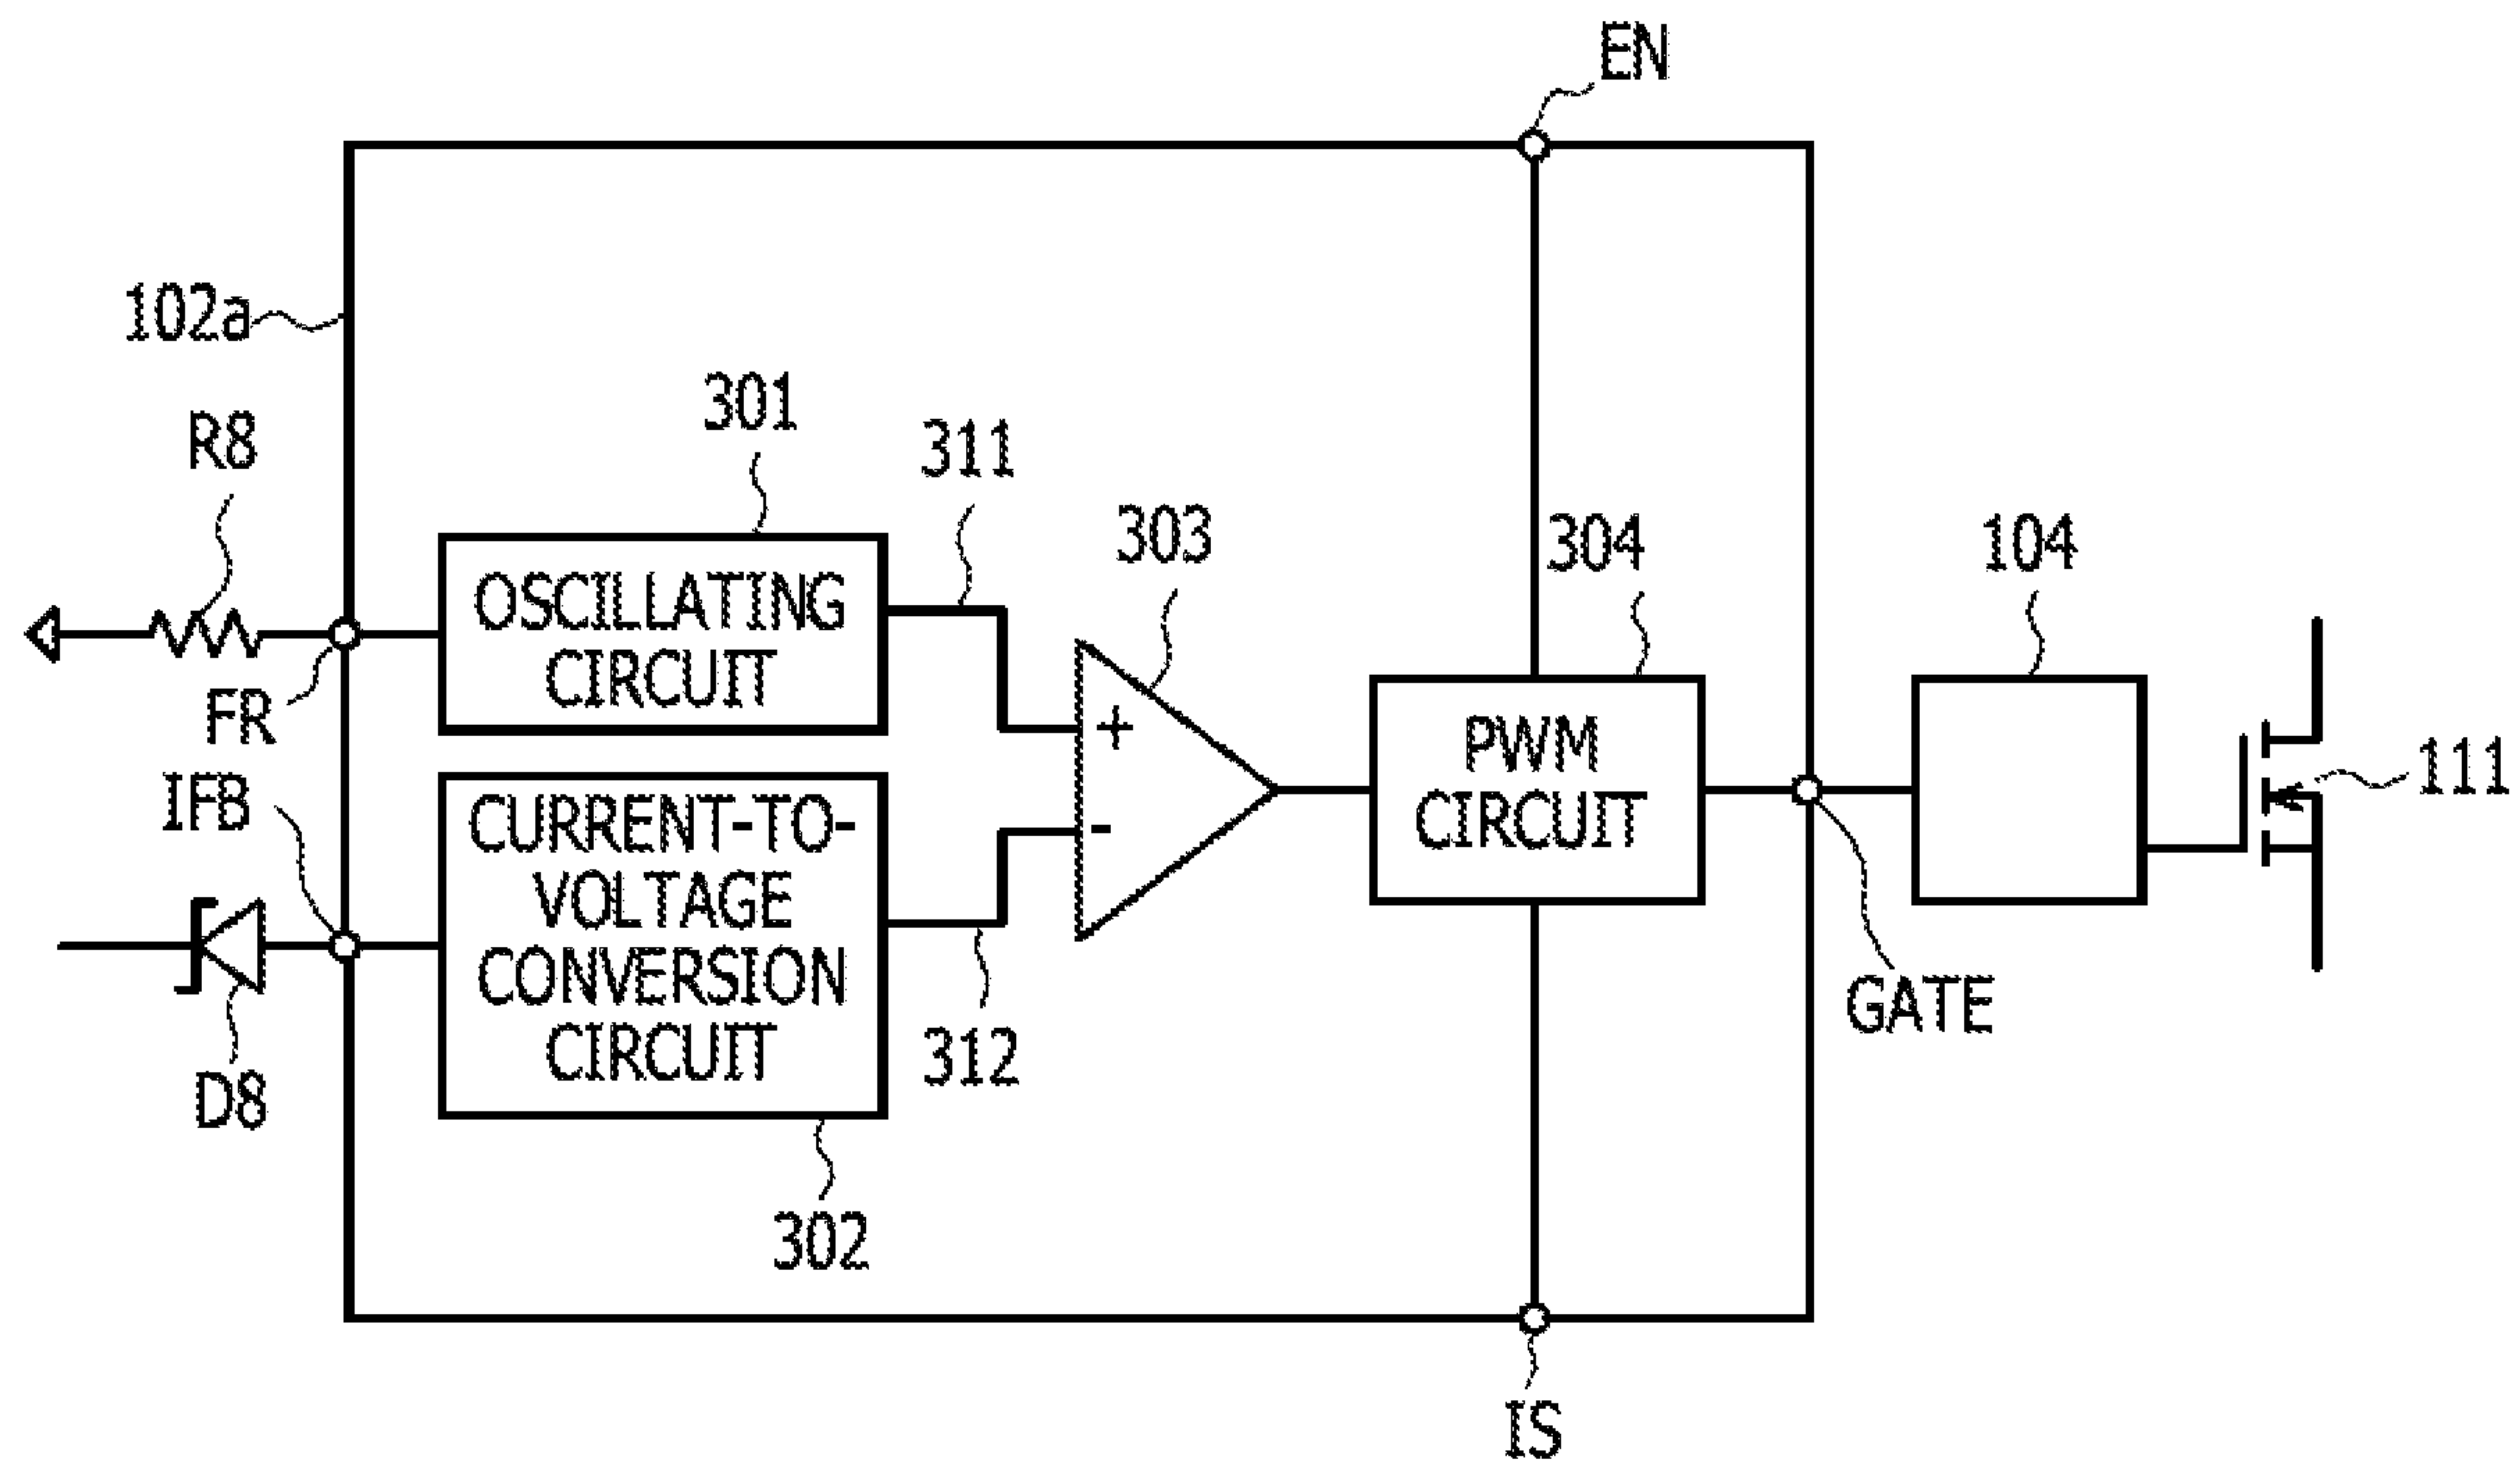 EN
102a
301
R8
311
303
304
104
OSCILLATING
CIRCUIT
+
FR
PWM
CIRCUIT
111
IFB
CURRENT-TO-
VOLTAGE
CONVERSION
CIRCUIT
-
GATE
312
D8
302
IS